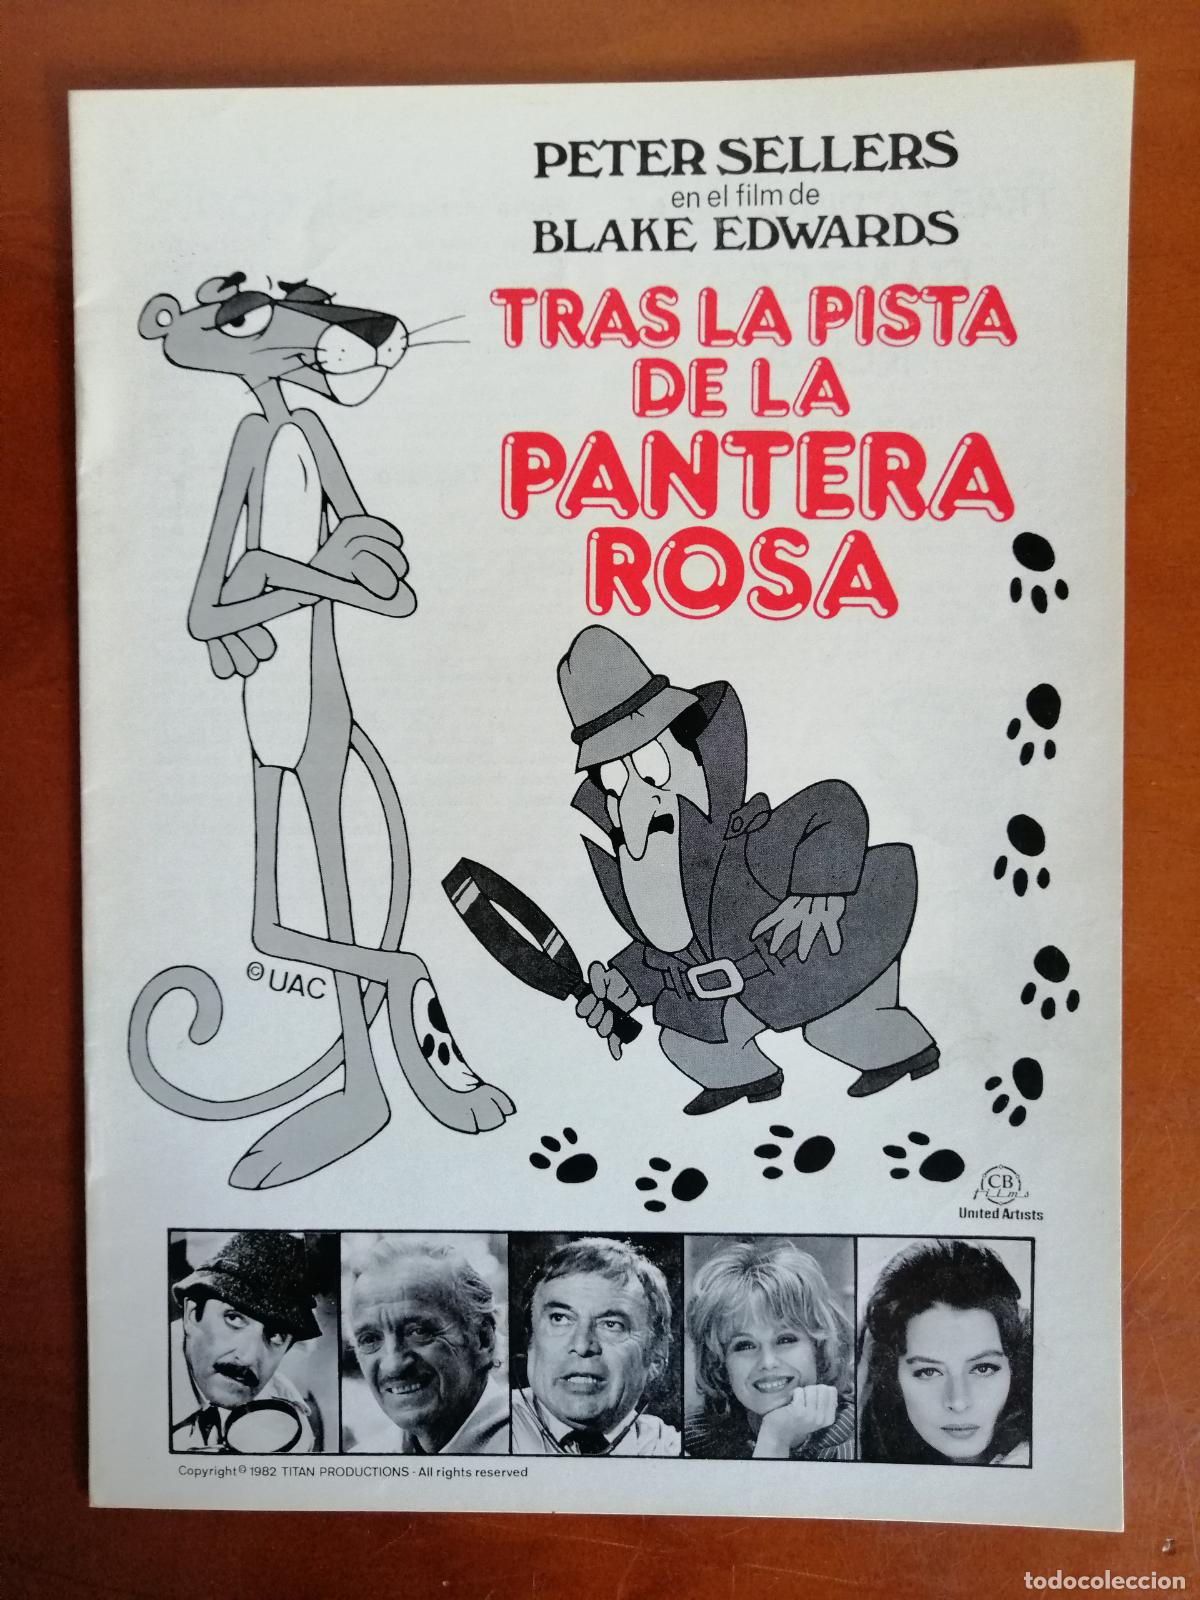 PETER SELLERS
en el film de
BLAKE EDWARDS
TRAS LA PISTA
DE LA
PANTERA
ROSA
© UAC
CB
films
United Artists
Copyright © 1982 TITAN PRODUCTIONS - All rights reserved
todocoleccion